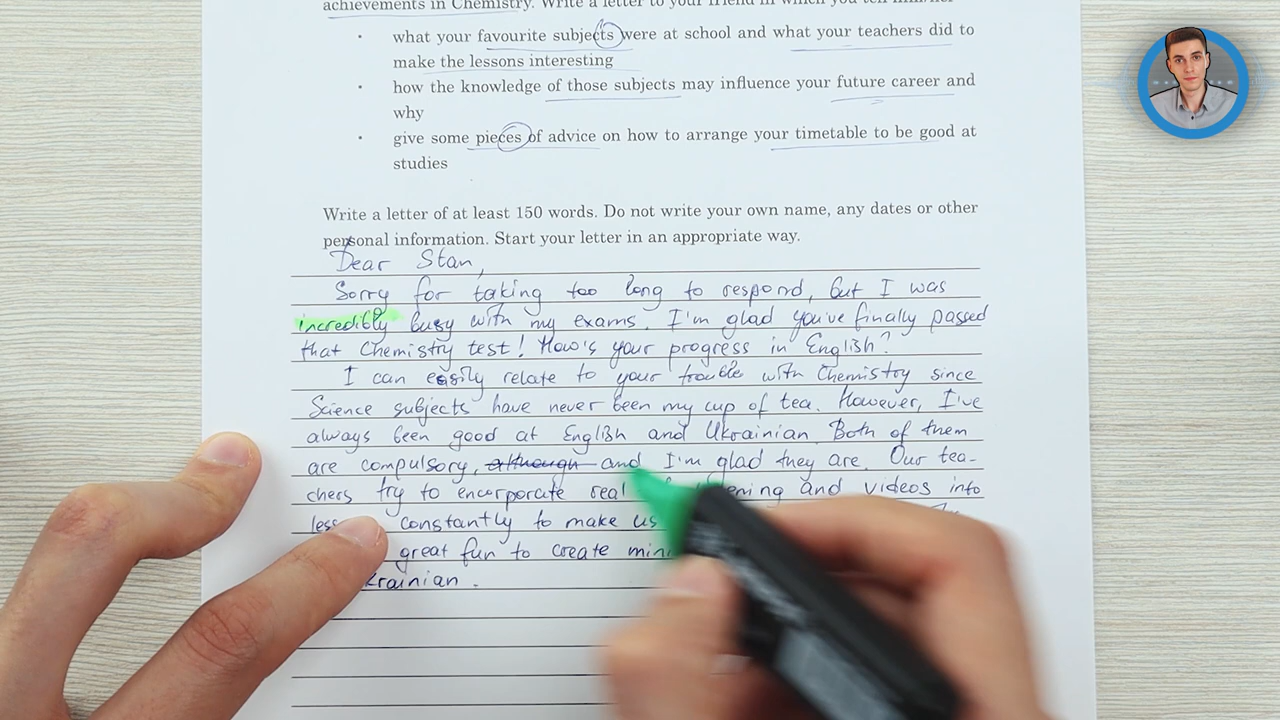 achievements in Chemistry. Write a letter to your friend in which you tell him/her
• what your favourite subjects were at school and what your teachers did to
make the lessons interesting
• how the knowledge of those subjects may influence your future career and
why
• give some pieces of advice on how to arrange your timetable to be good at
studies
Write a letter of at least 150 words. Do not write your own name, any dates or other
personal information. Start your letter in an appropriate way.
Dear Stan,
Sorry for taking too long to respond, but I was
incredibly busy with my exams. I'm glad you've finally passed
that Chemistry test! How's your progress in English?
I can easily relate to your trouble with Chemistry since
Science subjects have never been my cup of tea. However, I've
always been good at English and Ukrainian. Both of them
are compulsory, although and I'm glad they are. Our tea-
chers try to encorporate real and videos into
constantly to make us
great fun to create